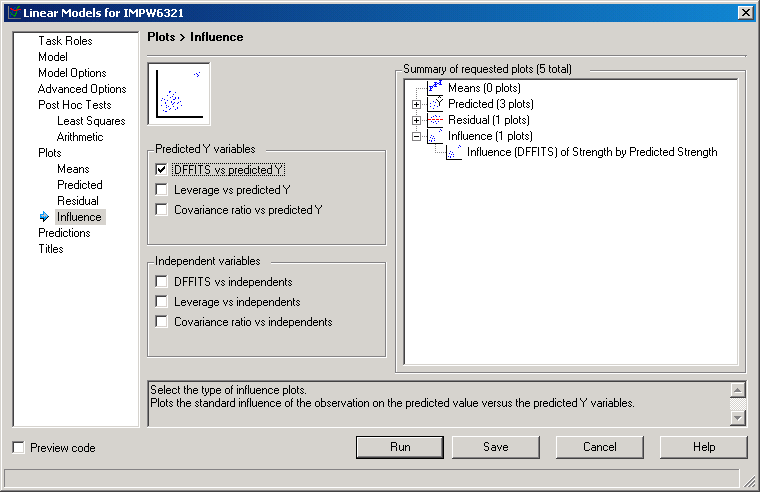 Linear Models for IMPW6321
Task Roles
Model
Model Options
Advanced Options
Post Hoc Tests
Least Squares
Arithmetic
Plots
Means
Predicted
Residual
Influence
Predictions
Titles
Plots > Influence
Predicted Y variables
DFFITS vs predicted Y
Leverage vs predicted Y
Covariance ratio vs predicted Y
Independent variables
DFFITS vs independents
Leverage vs independents
Covariance ratio vs independents
Summary of requested plots (5 total)
Means (0 plots)
Predicted (3 plots)
Residual (1 plots)
Influence (1 plots)
Influence (DFFITS) of Strength by Predicted Strength
Select the type of influence plots.
Plots the standard influence of the observation on the predicted value versus the predicted Y variables.
Preview code
Run
Save
Cancel
Help